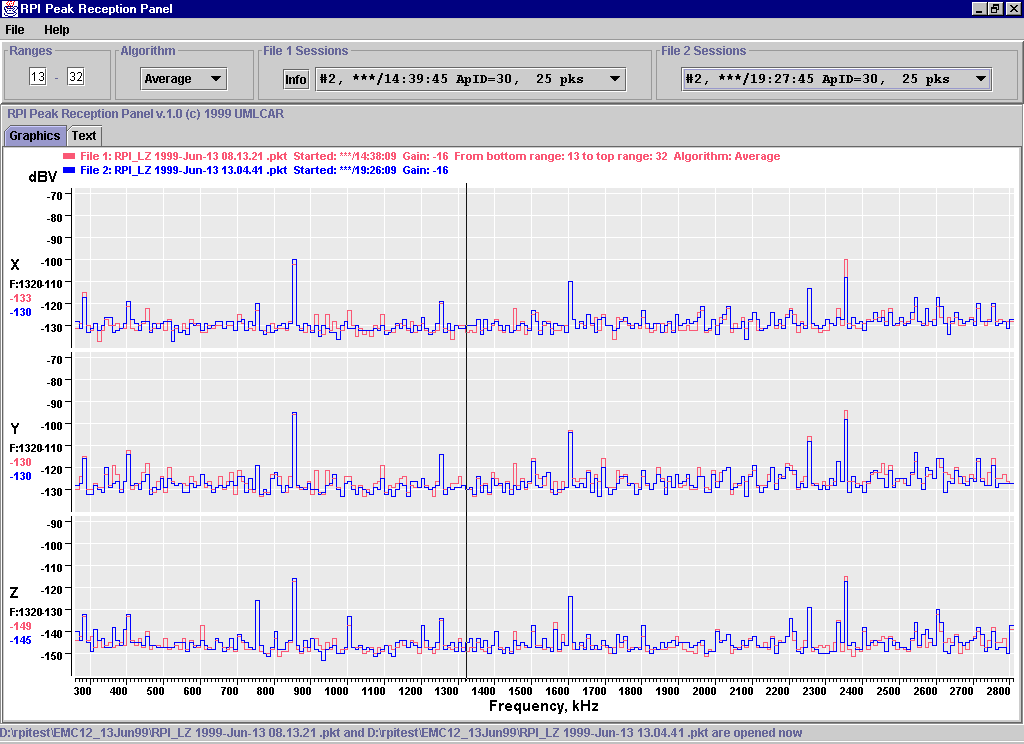 RPI Peak Reception Panel
File Help
Ranges Algorithm File 1 Sessions File 2 Sessions
13 - 32 Average Info #2, ***/14:39:45 ApID=30, 25 pks #2, ***/19:27:45 ApID=30, 25 pks
RPI Peak Reception Panel v.1.0 (c) 1999 UMLCAR
Graphics Text
File 1: RPI_LZ 1999-Jun-13 08.13.21 .pkt Started: ***/14:38:09 Gain: -16 From bottom range: 13 to top range: 32 Algorithm: Average
File 2: RPI_LZ 1999-Jun-13 13.04.41 .pkt Started: ***/19:26:09 Gain: -16
dBV
-70
-80
-90
X -100
F:1320 -110
-133
-130 -120
-130
-70
-80
-90
-100
Y
F:1320 -110
-130
-130 -120
-130
-90
-100
-110
-120
Z
F:1320 -130
-149
-145 -140
-150
300 400 500 600 700 800 900 1000 1100 1200 1300 1400 1500 1600 1700 1800 1900 2000 2100 2200 2300 2400 2500 2600 2700 2800
Frequency, kHz
D:\rpitest\EMC12_13Jun99\RPI_LZ 1999-Jun-13 08.13.21 .pkt and D:\rpitest\EMC12_13Jun99\RPI_LZ 1999-Jun-13 13.04.41 .pkt are opened now